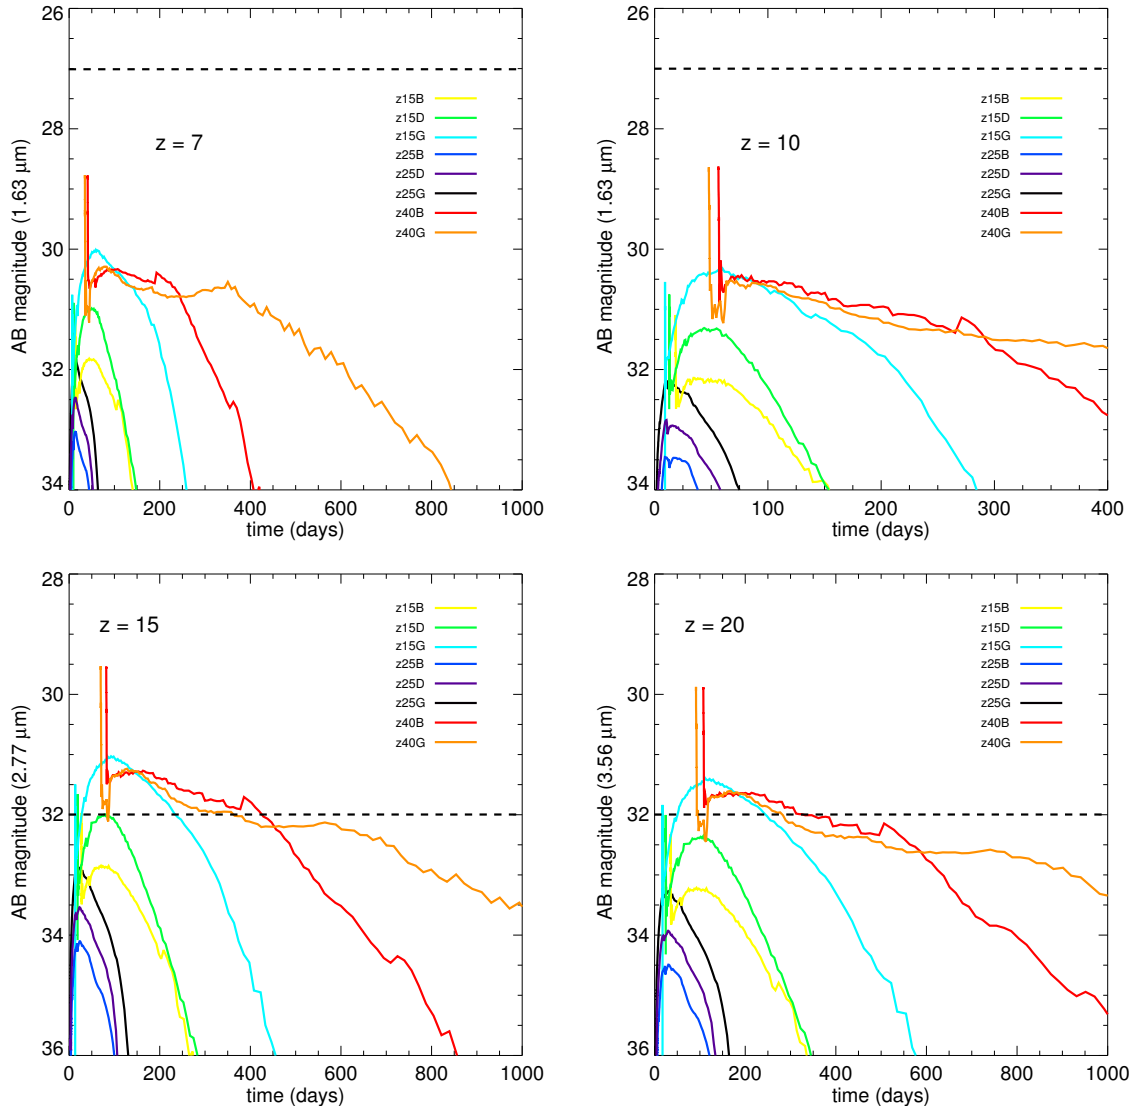 26
28
30
32
34
AB magnitude (1.63 μm)
z = 7
z15B
z15D
z15G
z25B
z25D
z25G
z40B
z40G
0 200 400 600 800 1000
time (days)
26
28
30
32
34
AB magnitude (1.63 μm)
z = 10
z15B
z15D
z15G
z25B
z25D
z25G
z40B
z40G
0 100 200 300 400
time (days)
28
30
32
34
36
AB magnitude (2.77 μm)
z = 15
z15B
z15D
z15G
z25B
z25D
z25G
z40B
z40G
0 200 400 600 800 1000
time (days)
28
30
32
34
36
AB magnitude (3.56 μm)
z = 20
z15B
z15D
z15G
z25B
z25D
z25G
z40B
z40G
0 200 400 600 800 1000
time (days)